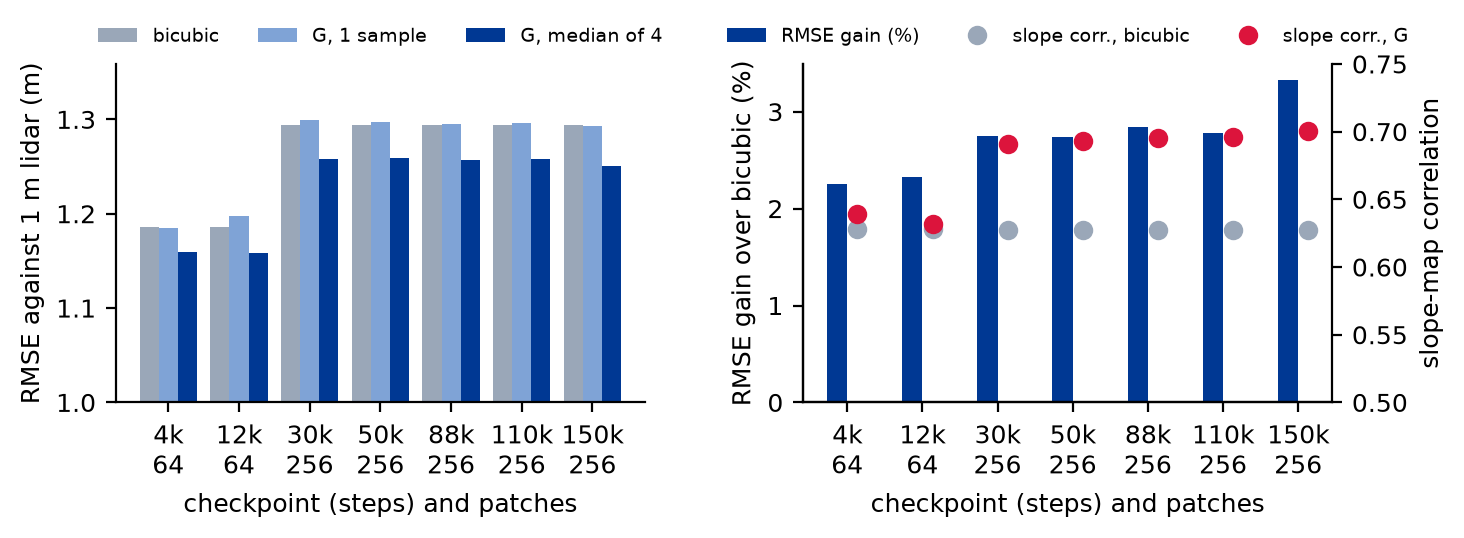 bicubic G, 1 sample G, median of 4
RMSE against 1 m lidar (m)
1.3
1.2
1.1
1.0
4k 12k 30k 50k 88k 110k 150k
64 64 256 256 256 256 256
checkpoint (steps) and patches
RMSE gain (%) slope corr., bicubic slope corr., G
RMSE gain over bicubic (%)
3
2
1
0
0.75
0.70
0.65
0.60
0.55
0.50
slope-map correlation
4k 12k 30k 50k 88k 110k 150k
64 64 256 256 256 256 256
checkpoint (steps) and patches